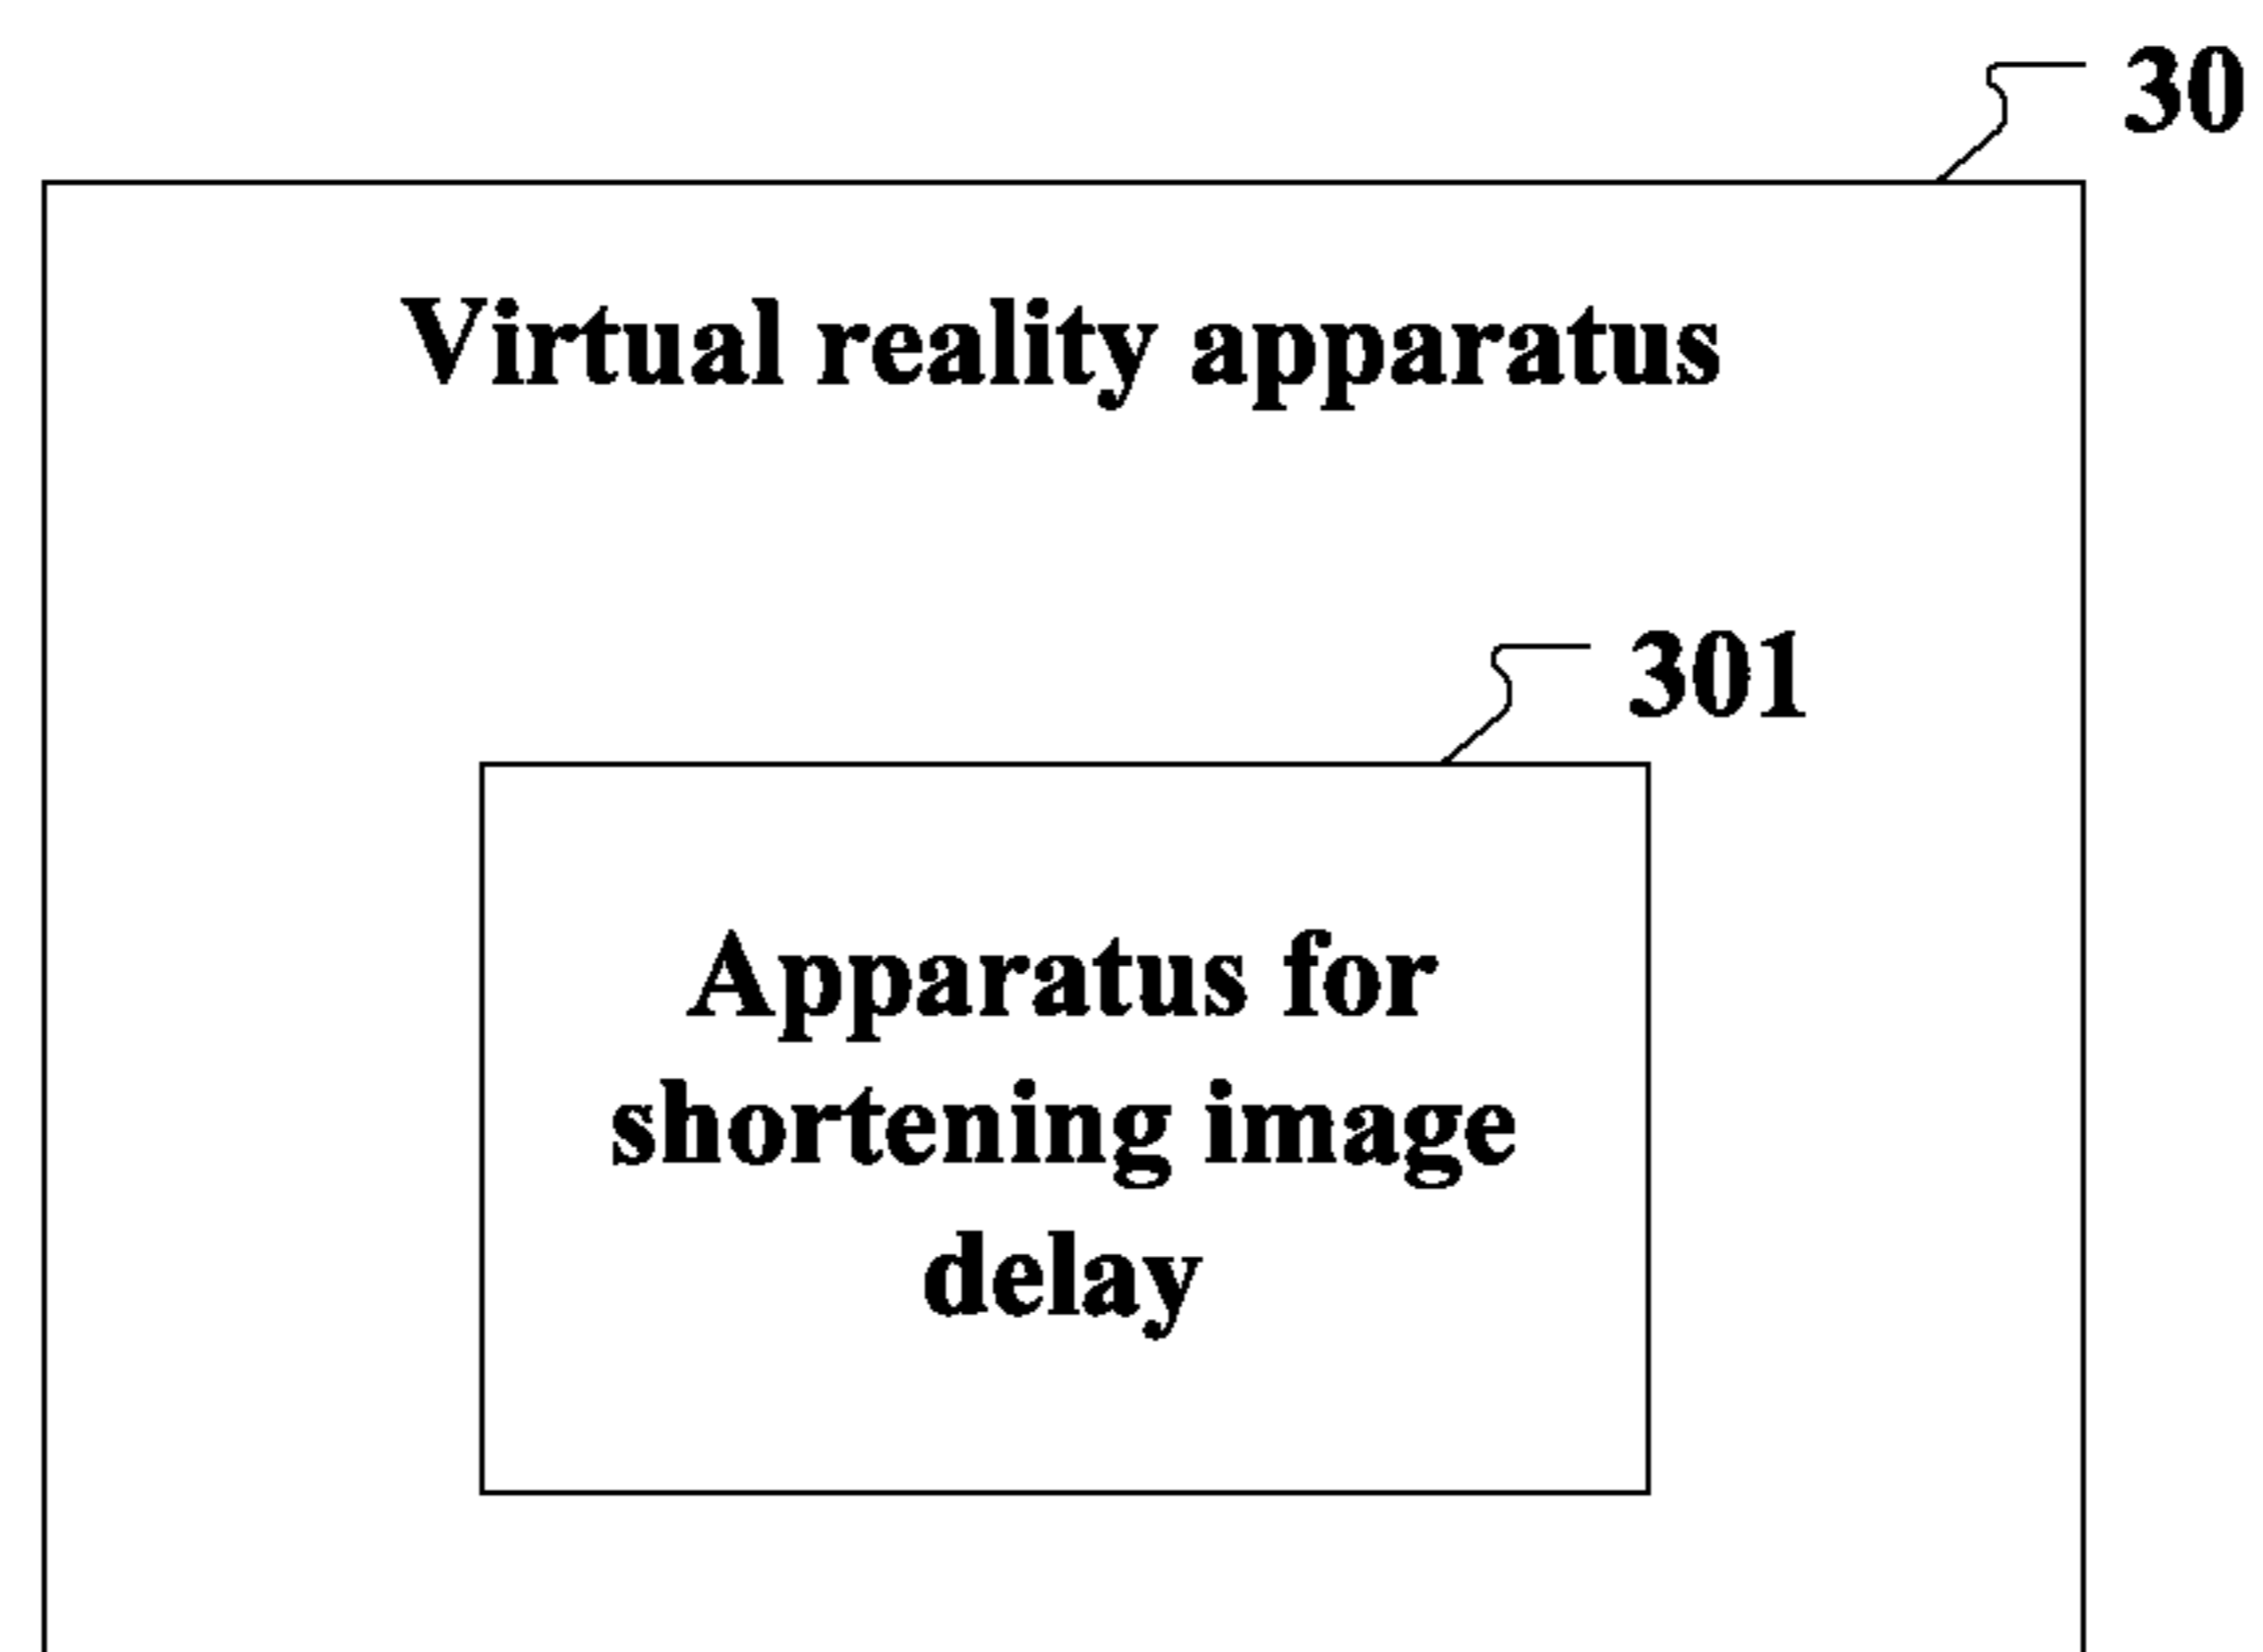 30
Virtual reality apparatus
301
Apparatus for
shortening image
delay